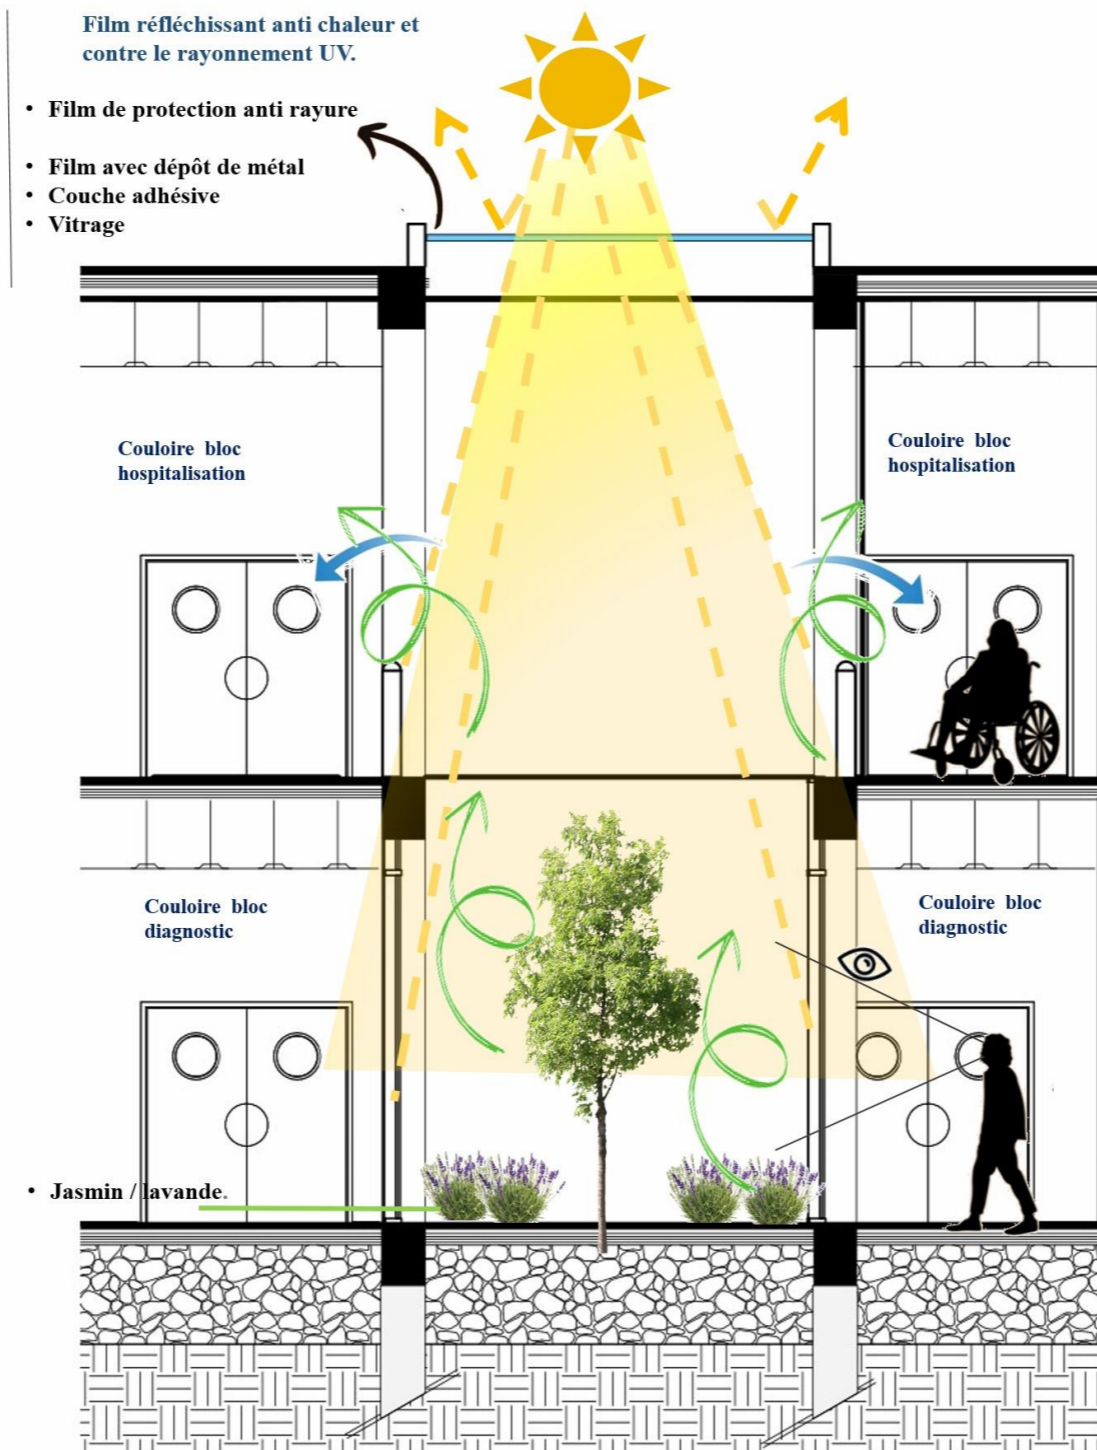 Film réfléchissant anti chaleur et
contre le rayonnement UV.
• Film de protection anti rayure
• Film avec dépôt de métal
• Couche adhésive
• Vitrage
Couloire bloc
hospitalisation
Couloire bloc
hospitalisation
Couloire bloc
diagnostic
Couloire bloc
diagnostic
• Jasmin / lavande.